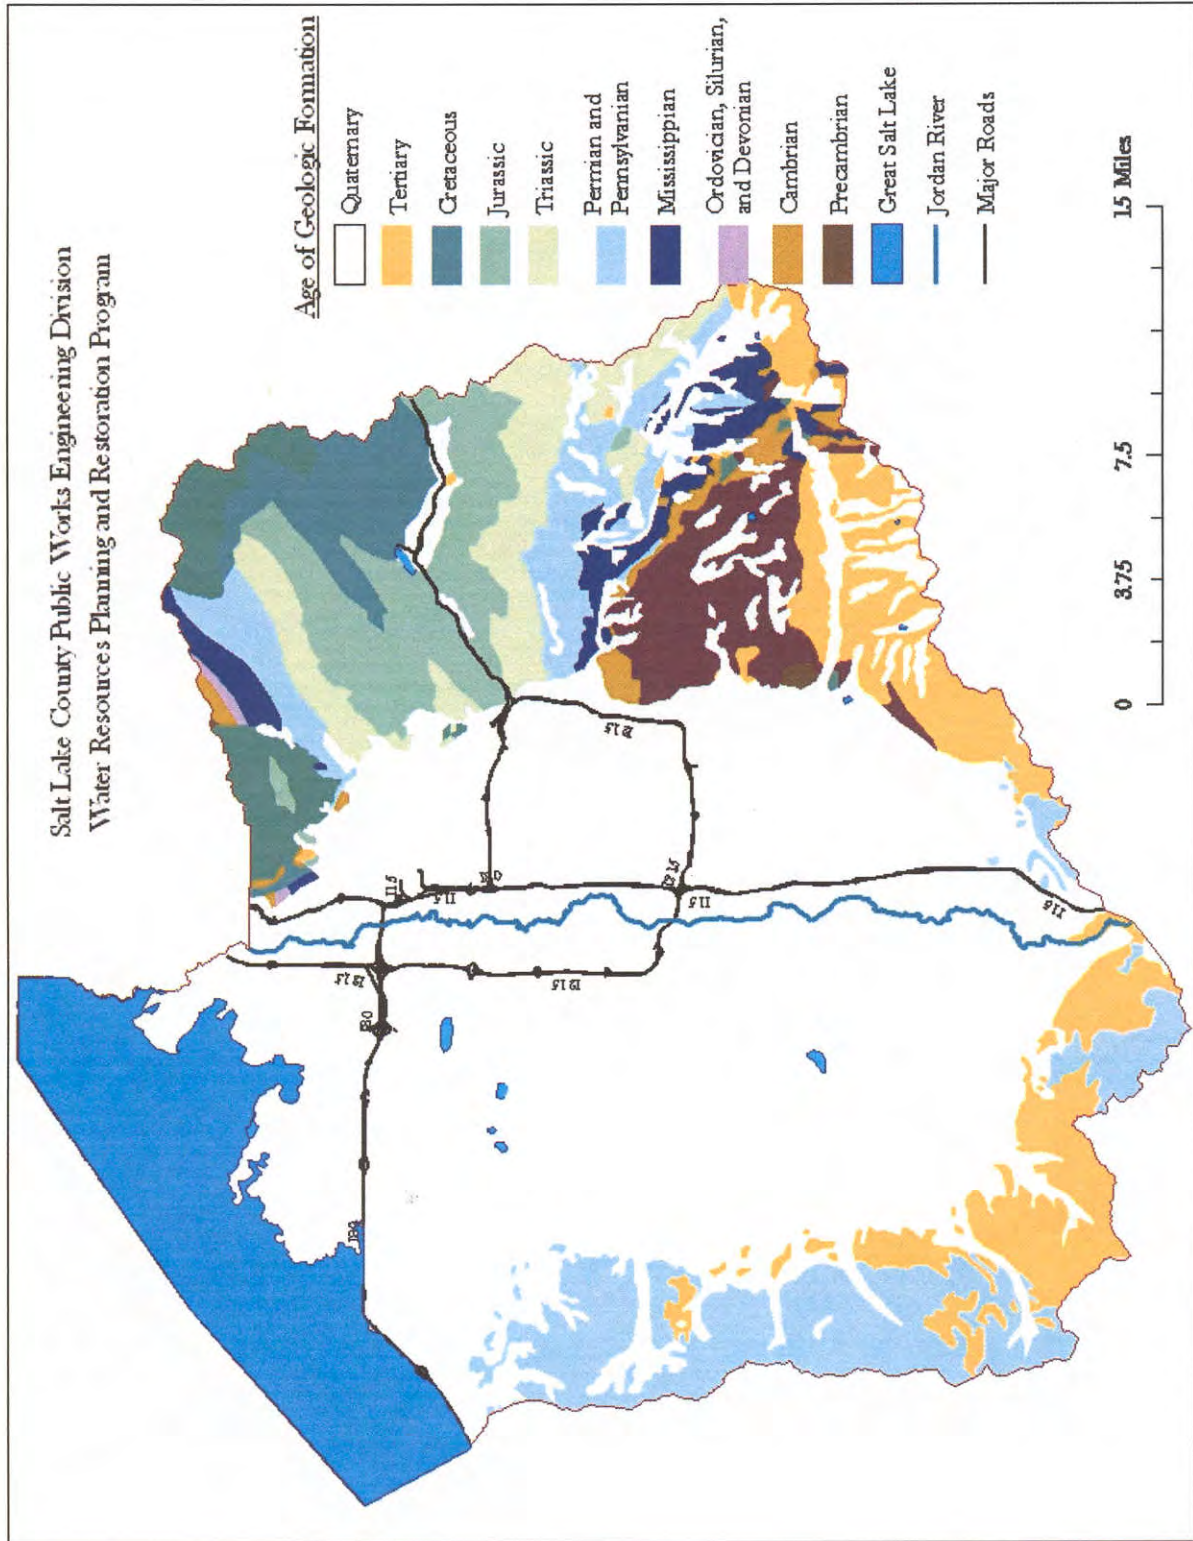 Salt Lake County Public Works Engineering Division
Water Resources Planning and Restoration Program
Age of Geologic Formation
Quaternary
Tertiary
Cretaceous
Jurassic
Triassic
Permian and
Pennsylvanian
Mississippian
Ordovician, Silurian,
and Devonian
Cambrian
Precambrian
Great Salt Lake
Jordan River
Major Roads
0 3.75 7.5 15 Miles
I80
I80
I215
I215
I215
I215
I15
I15
I15
I15